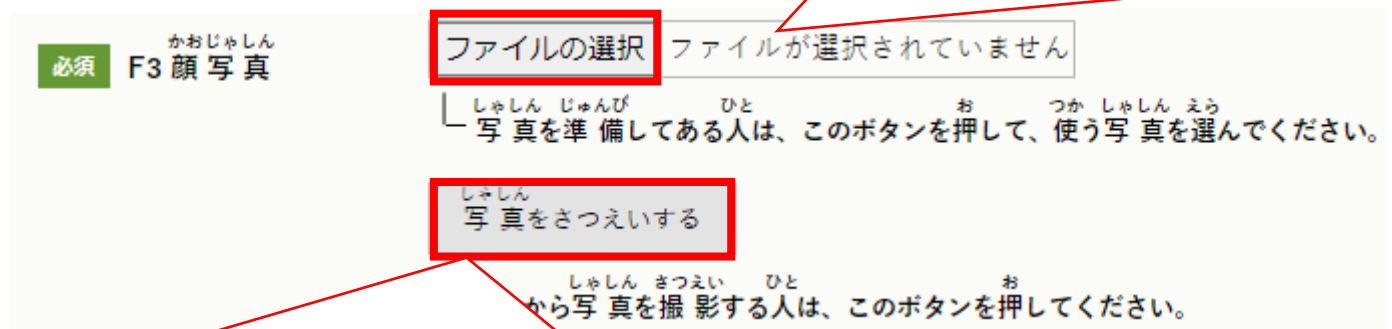 かおじゃしん
必須 F3 顔写真
ファイルの選択 ファイルが選択されていません
しゃしん じゅんび ひと お つか しゃしん えら
写真を準備してある人は、このボタンを押して、使う写真を選んでください。
しゃしん
写真をさつえいする
しゃしん さつえい ひと お
から写真を撮影する人は、このボタンを押してください。